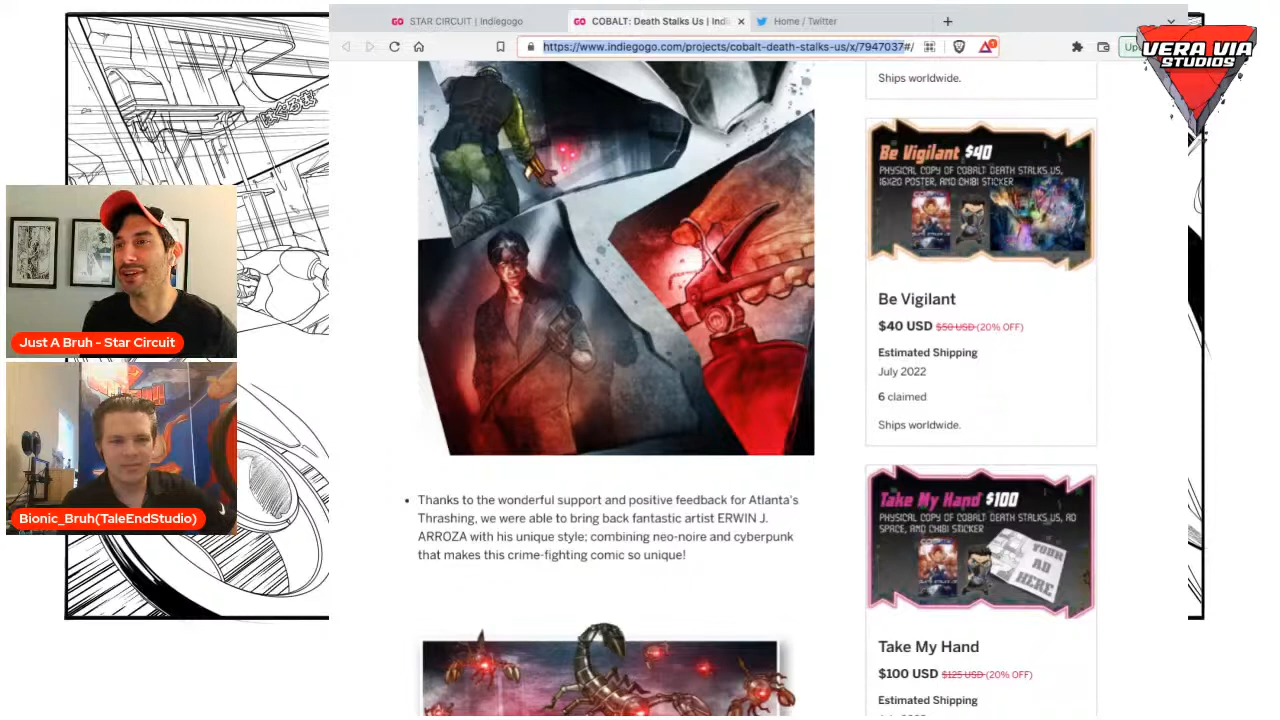 GO STAR CIRCUIT | Indiegogo
GO COBALT: Death Stalks Us | Indi
Home / Twitter
https://www.indiegogo.com/projects/cobalt-death-stalks-us/x/7947037#/
VERA VIA
STUDIOS
Just A Bruh - Star Circuit
Bionic_Bruh(TaleEndStudio)
Thanks to the wonderful support and positive feedback for Atlanta's
Thrashing, we were able to bring back fantastic artist ERWIN J.
ARROZA with his unique style; combining neo-noire and cyberpunk
that makes this crime-fighting comic so unique!
Ships worldwide.
Be Vigilant $40
PHYSICAL COPY OF COBALT DEATH STALKS US,
16X20 POSTER, AND CHIBI STICKER
Be Vigilant
$40 USD $50 USD (20% OFF)
Estimated Shipping
July 2022
6 claimed
Ships worldwide.
Take My Hand $100
PHYSICAL COPY OF COBALT DEATH STALKS US, AD
SPACE, AND CHIBI STICKER
YOUR
AD
HERE
Take My Hand
$100 USD $125 USD (20% OFF)
Estimated Shipping